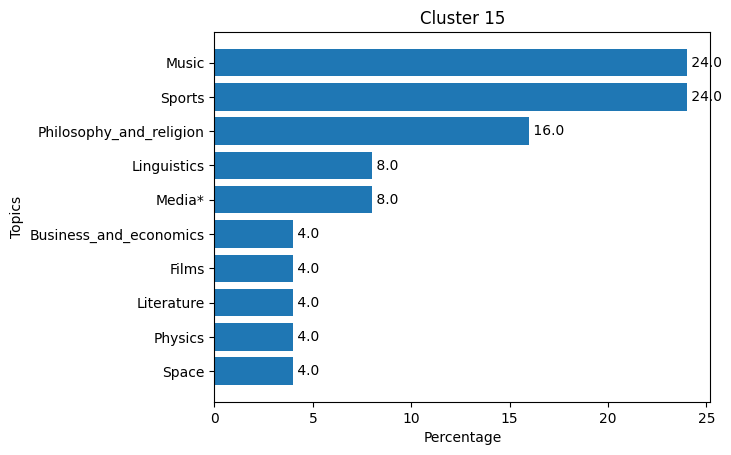 Cluster 15
Music 24.0
Sports 24.0
Philosophy_and_religion 16.0
Linguistics 8.0
Media* 8.0
Business_and_economics 4.0
Films 4.0
Literature 4.0
Physics 4.0
Space 4.0
Topics
0 5 10 15 20 25
Percentage